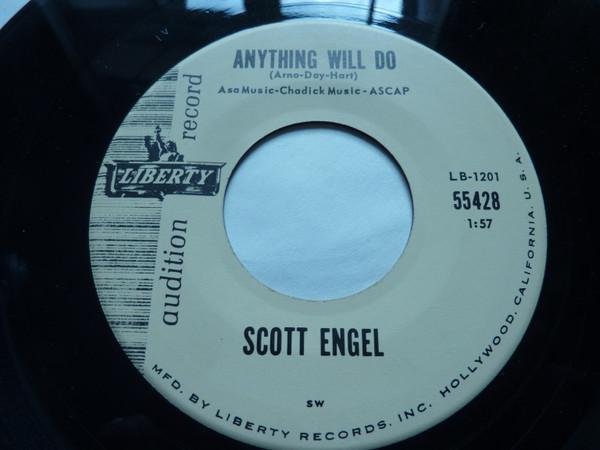 ANYTHING WILL DO
(Arno-Day-Hart)
Asa Music-Chadick Music-ASCAP
audition record
LIBERTY
LB-1201
55428
1:57
SCOTT ENGEL
SW
MFD. BY LIBERTY RECORDS, INC. HOLLYWOOD, CALIFORNIA, U. S. A.